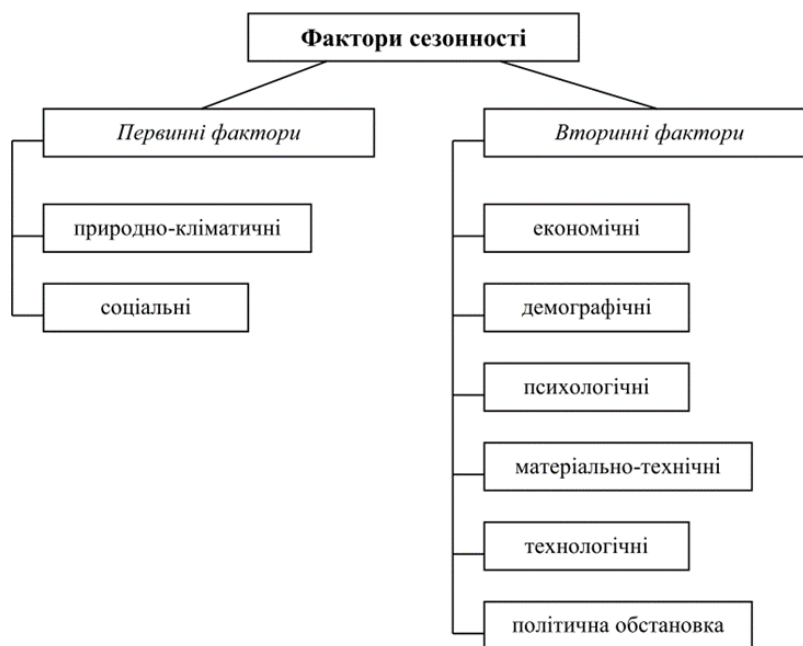 Фактори сезонності
Первинні фактори
природно-кліматичні
соціальні
Вторинні фактори
економічні
демографічні
психологічні
матеріально-технічні
технологічні
політична обстановка